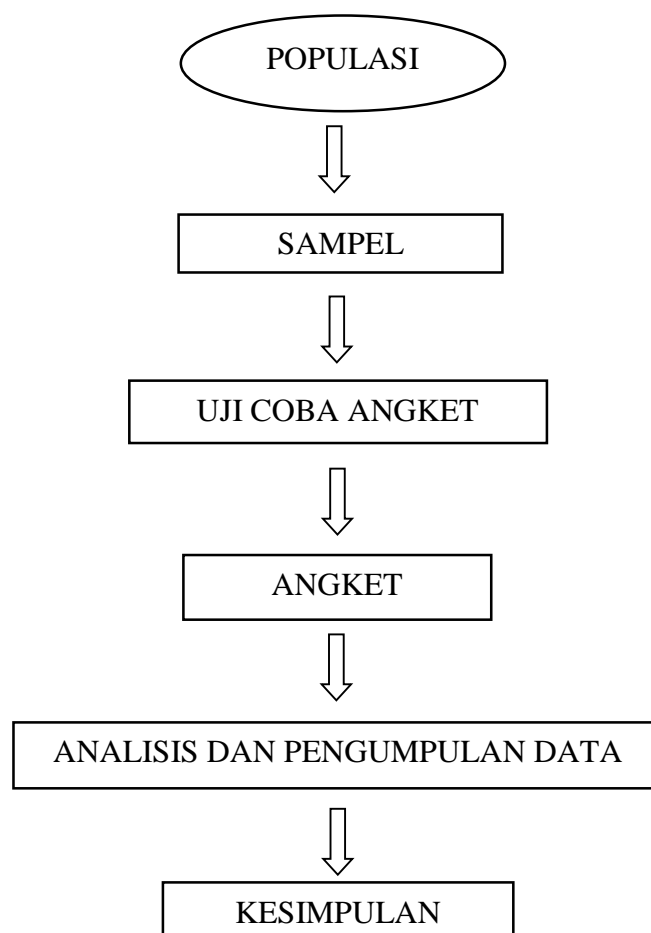 POPULASI
SAMPEL
UJI COBA ANGKET
ANGKET
ANALISIS DAN PENGUMPULAN DATA
KESIMPULAN